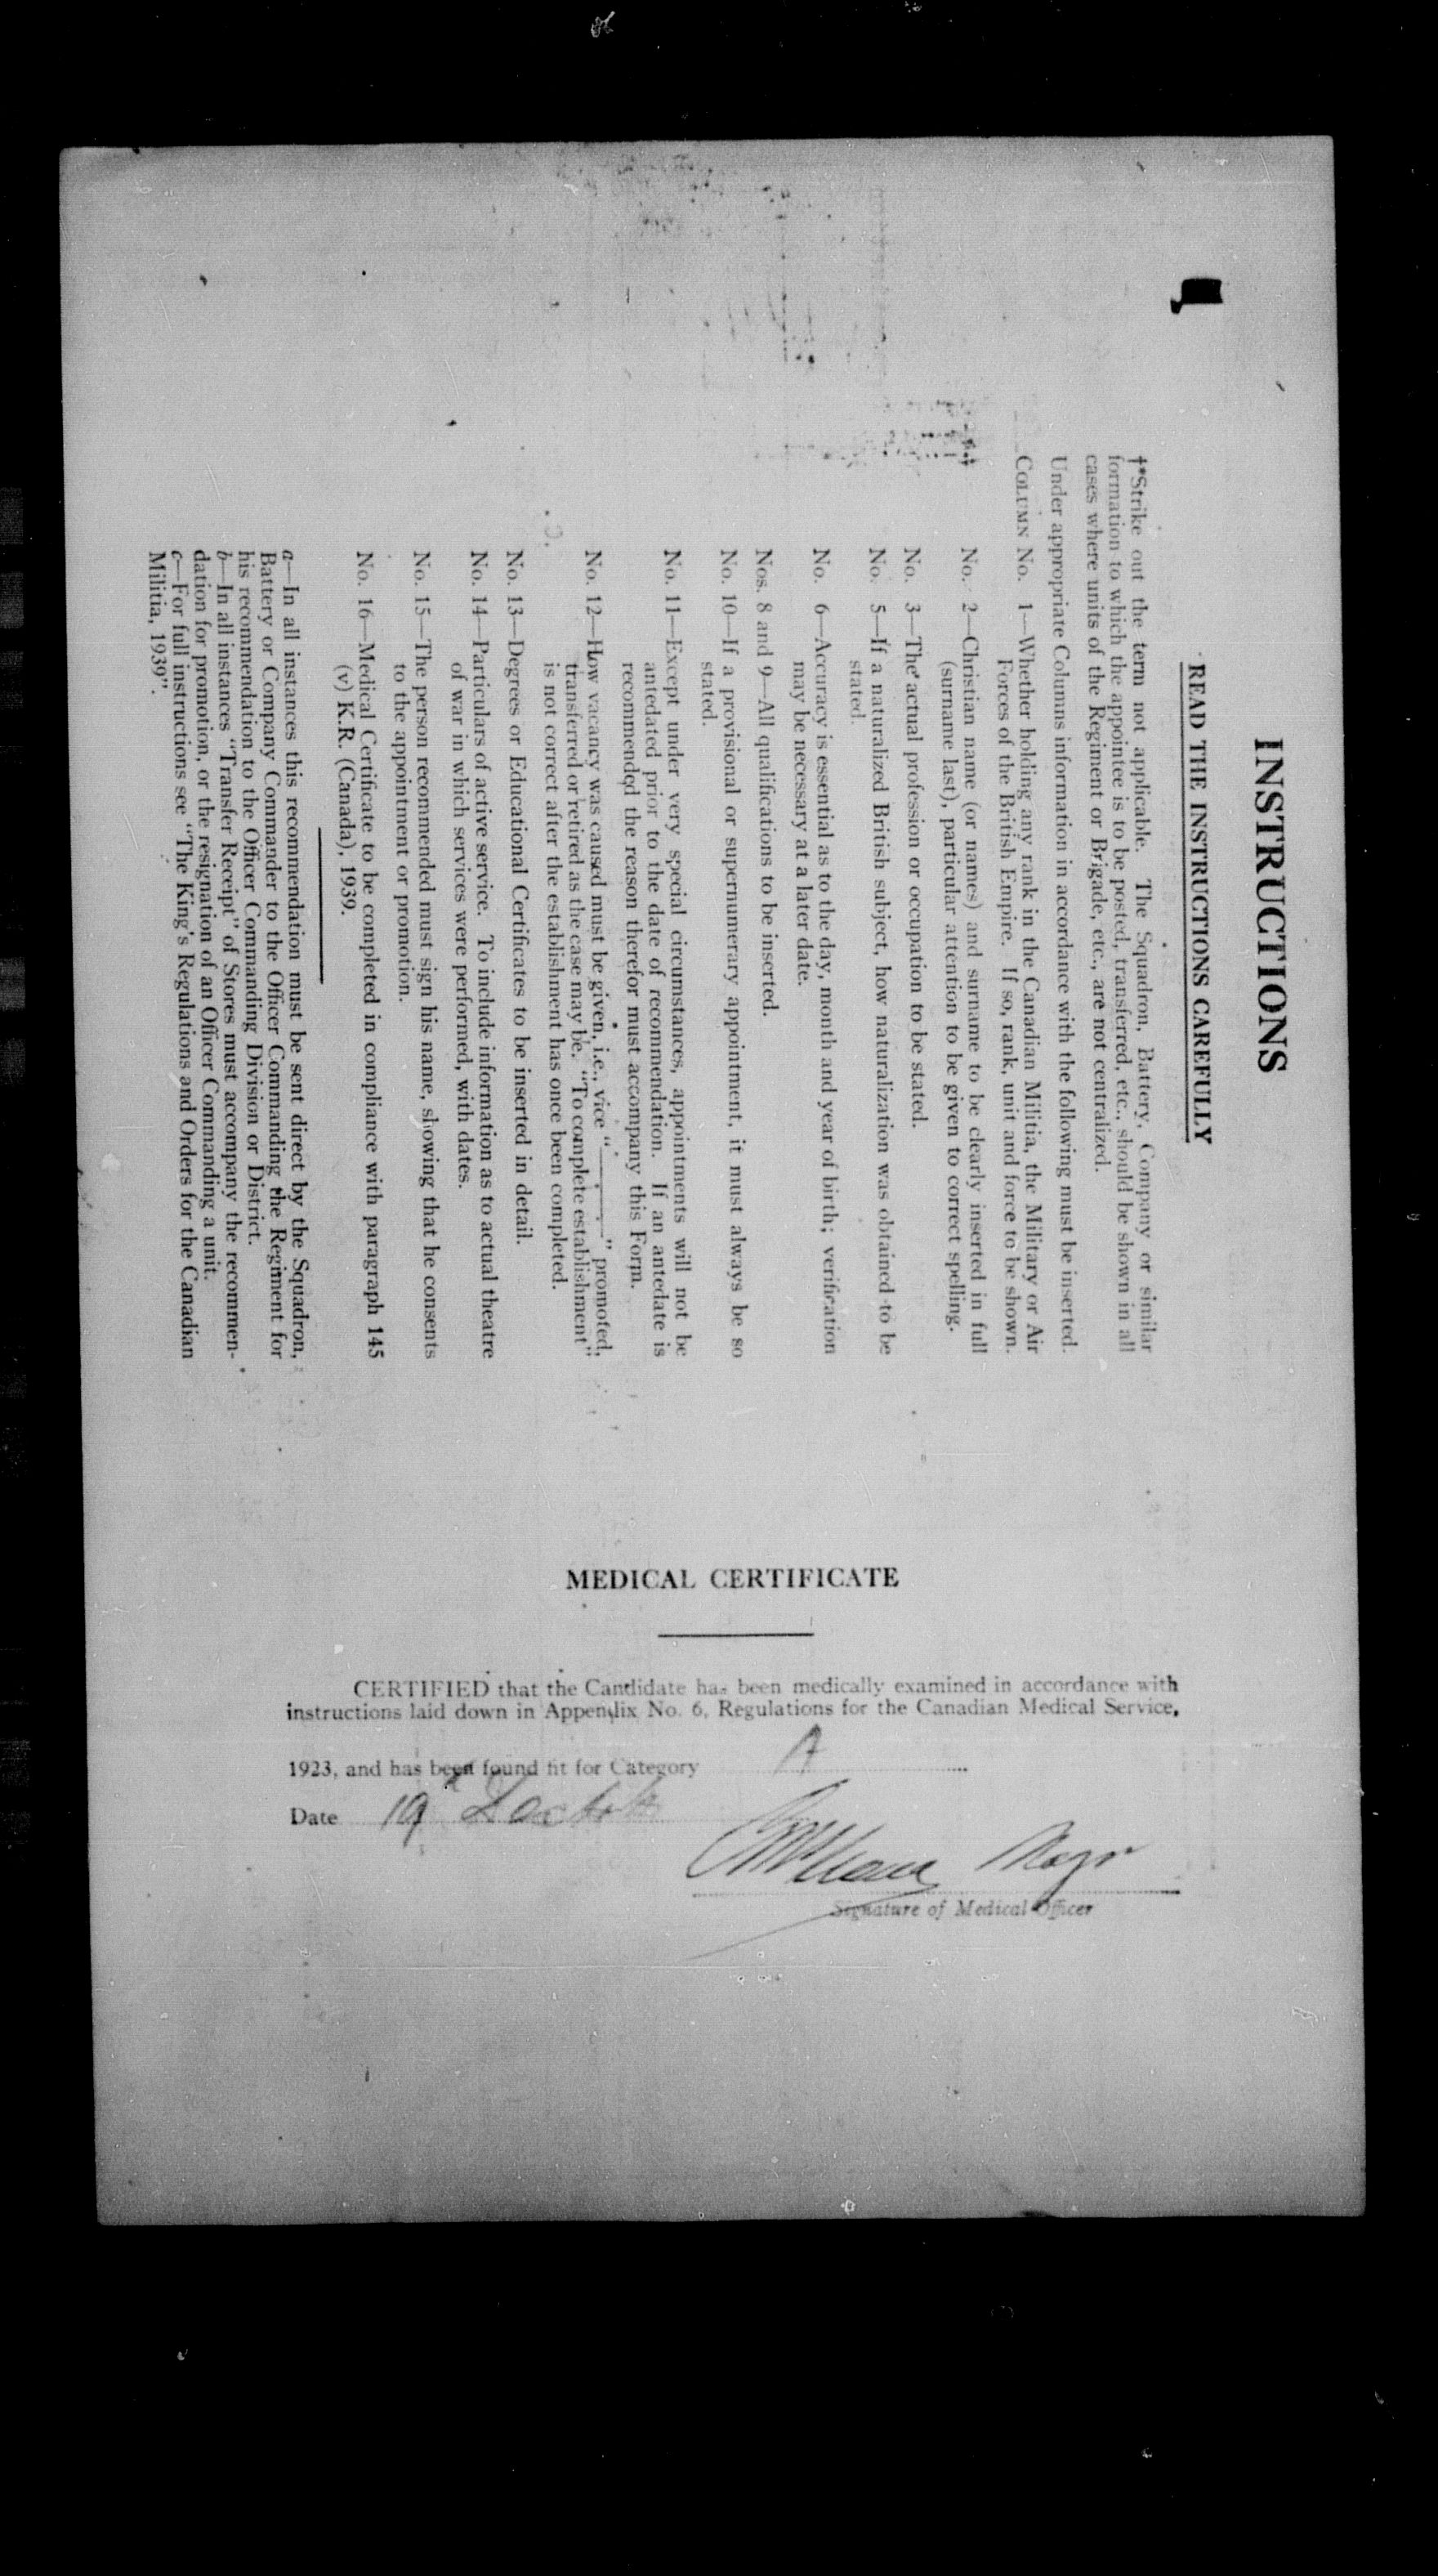 INSTRUCTIONS
READ THE INSTRUCTIONS CAREFULLY
†*Strike out the term not applicable. The Squadron, Battery, Company or similar
formation to which the appointee is to be posted, transferred, etc., should be shown in all
cases where units of the Regiment or Brigade, etc., are not centralized.
Under appropriate Columns information in accordance with the following must be inserted.
COLUMN No. 1—Whether holding any rank in the Canadian Militia, the Military or Air
Forces of the British Empire. If so, rank, unit and force to be shown.
No. 2—Christian name (or names) and surname to be clearly inserted in full
(surname last), particular attention to be given to correct spelling.
No. 3—The actual profession or occupation to be stated.
No. 5—If a naturalized British subject, how naturalization was obtained to be
stated.
No. 6—Accuracy is essential as to the day, month and year of birth; verification
may be necessary at a later date.
Nos. 8 and 9—All qualifications to be inserted.
No. 10—If a provisional or supernumerary appointment, it must always be so
stated.
No. 11—Except under very special circumstances, appointments will not be
antedated prior to the date of recommendation. If an antedate is
recommended the reason therefor must accompany this Form.
No. 12—How vacancy was caused must be given, i.e., vice "————" promoted,
transferred or retired as the case may be. "To complete establishment"
is not correct after the establishment has once been completed.
No. 13—Degrees or Educational Certificates to be inserted in detail.
No. 14—Particulars of active service. To include information as to actual theatre
of war in which services were performed, with dates.
No. 15—The person recommended must sign his name, showing that he consents
to the appointment or promotion.
No. 16—Medical Certificate to be completed in compliance with paragraph 145
(v) K.R. (Canada), 1939.
a—In all instances this recommendation must be sent direct by the Squadron,
Battery or Company Commander to the Officer Commanding the Regiment for
his recommendation to the Officer Commanding Division or District.
b—In all instances "Transfer Receipt" of Stores must accompany the recommen-
dation for promotion, or the resignation of an Officer Commanding a unit.
c—For full instructions see "The King's Regulations and Orders for the Canadian
Militia, 1939".
MEDICAL CERTIFICATE
CERTIFIED that the Candidate has been medically examined in accordance with
instructions laid down in Appendix No. 6, Regulations for the Canadian Medical Service,
1923, and has been found fit for Category A
Date 19
Major
Signature of Medical Officer